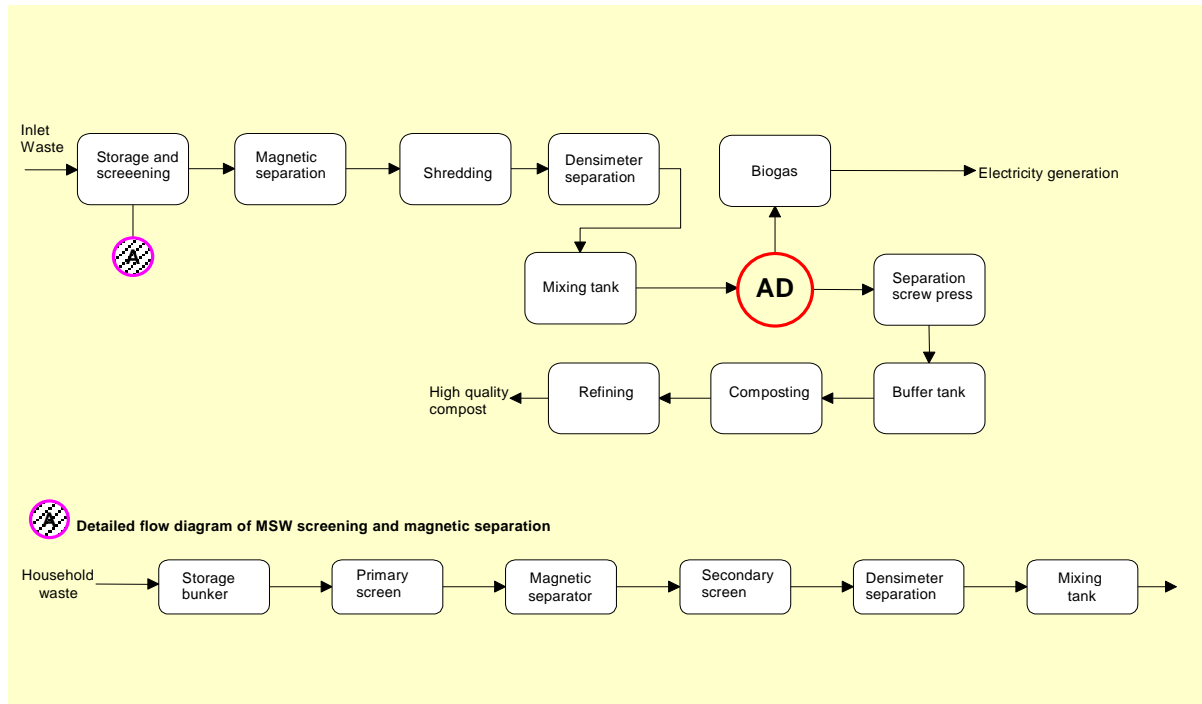 Inlet
Waste
Storage and
screeening
Magnetic
separation
Shredding
Densimeter
separation
Biogas
Electricity generation
A
Mixing tank
AD
Separation
screw press
High quality
compost
Refining
Composting
Buffer tank
A
Detailed flow diagram of MSW screening and magnetic separation
Household
waste
Storage
bunker
Primary
screen
Magnetic
separator
Secondary
screen
Densimeter
separation
Mixing
tank